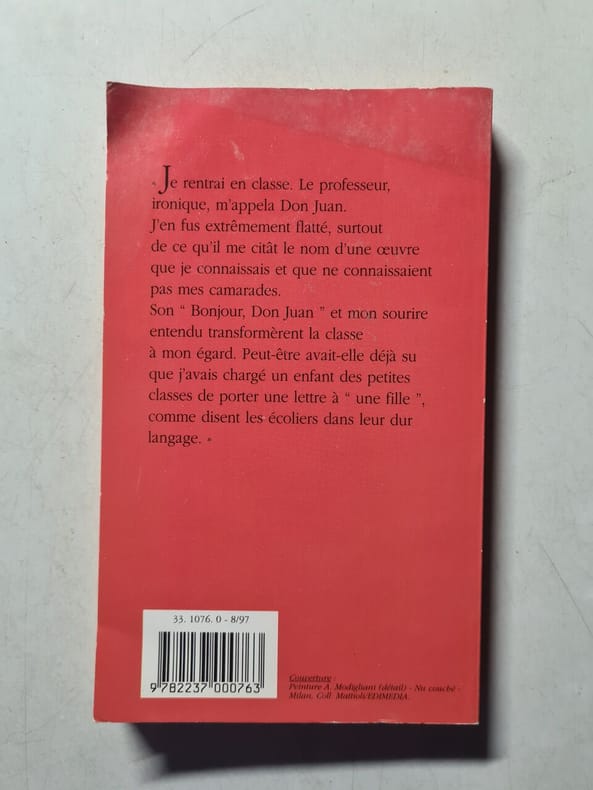 « Je rentrai en classe. Le professeur,
ironique, m'appela Don Juan.
J'en fus extrêmement flatté, surtout
de ce qu'il me citât le nom d'une œuvre
que je connaissais et que ne connaissaient
pas mes camarades.
Son “ Bonjour, Don Juan ” et mon sourire
entendu transformèrent la classe
à mon égard. Peut-être avait-elle déjà su
que j'avais chargé un enfant des petites
classes de porter une lettre à “ une fille ”,
comme disent les écoliers dans leur dur
langage. »
33. 1076. 0 - 8/97
9 782237 000763
Couverture
Peinture A. Modigliani (détail) - Nu couché -
Milan. Coll. Mattioli/EDIMEDIA.